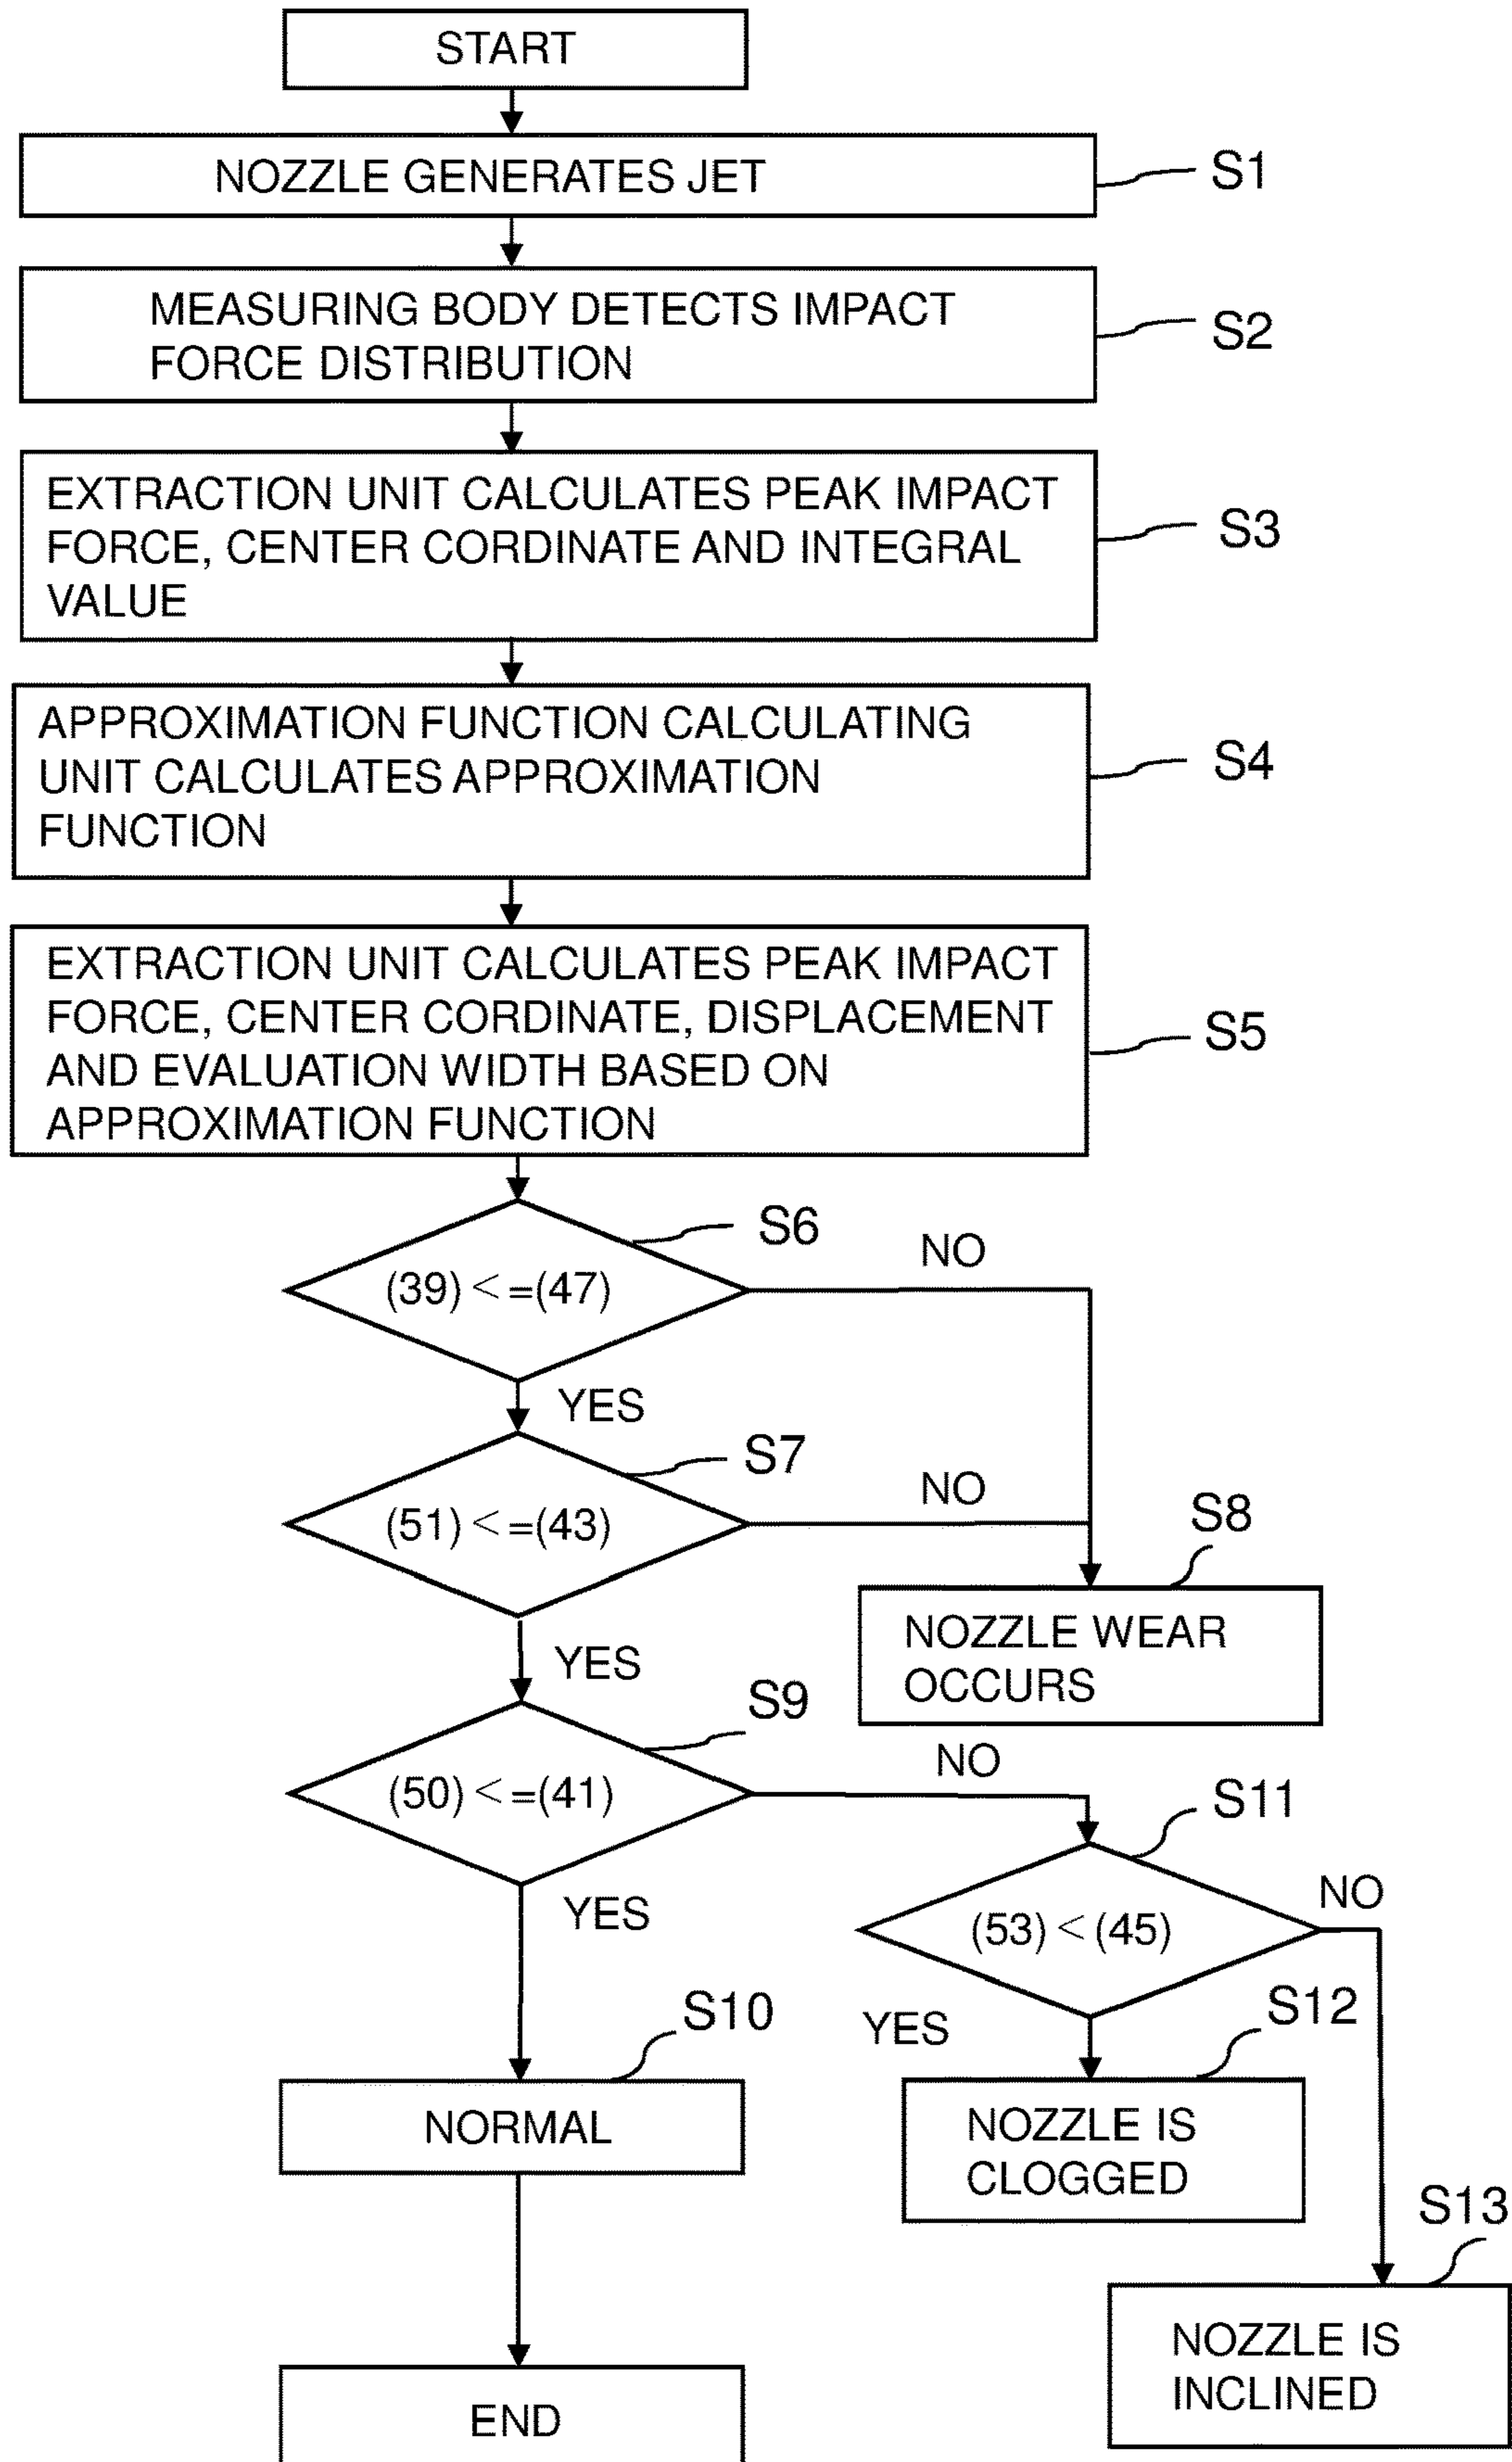 START
NOZZLE GENERATES JET
S1
MEASURING BODY DETECTS IMPACT
FORCE DISTRIBUTION
S2
EXTRACTION UNIT CALCULATES PEAK IMPACT
FORCE, CENTER CORDINATE AND INTEGRAL
VALUE
S3
APPROXIMATION FUNCTION CALCULATING
UNIT CALCULATES APPROXIMATION
FUNCTION
S4
EXTRACTION UNIT CALCULATES PEAK IMPACT
FORCE, CENTER CORDINATE, DISPLACEMENT
AND EVALUATION WIDTH BASED ON
APPROXIMATION FUNCTION
S5
S6
NO
(39) < =(47)
YES
S7
NO
(51) < =(43)
S8
NOZZLE WEAR
OCCURS
YES
S9
NO
(50) < =(41)
S11
YES
NO
(53) < (45)
S10
YES
S12
NORMAL
NOZZLE IS
CLOGGED
S13
NOZZLE IS
INCLINED
END